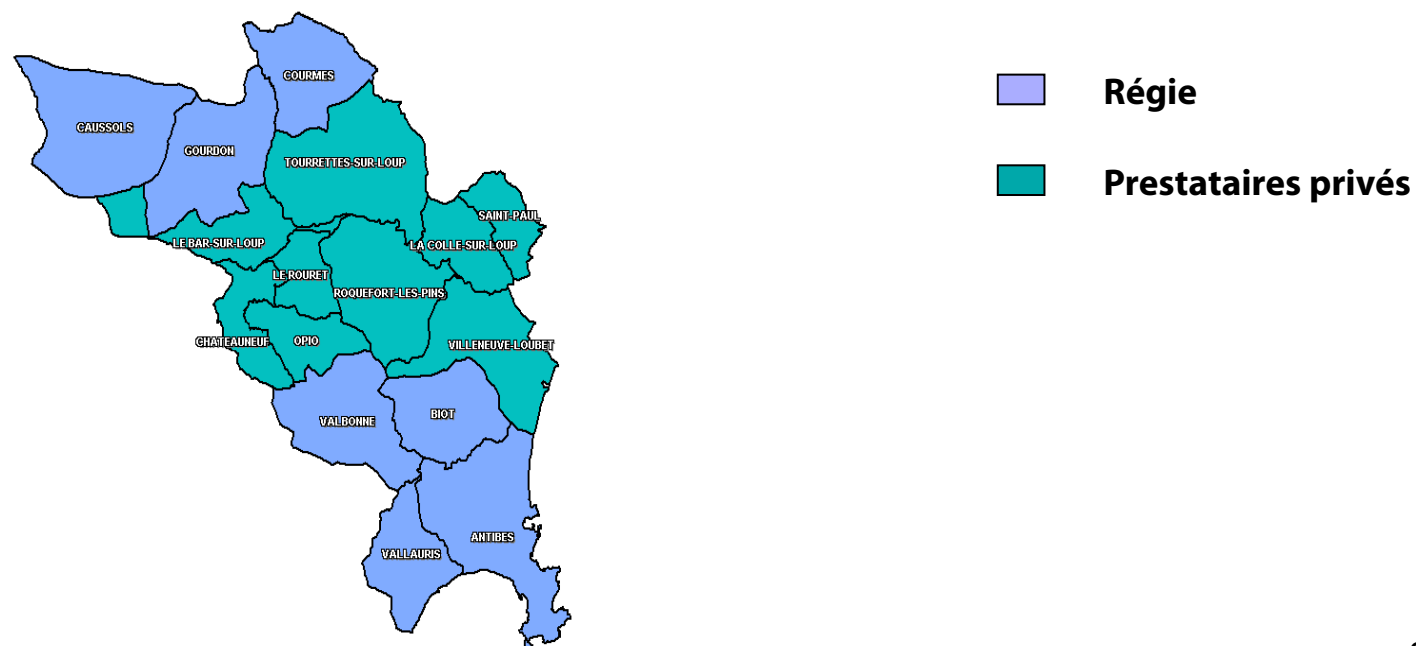 COURMES
Régie
CAUSSOLS
GOURDON
TOURRETTES-SUR-LOUP
Prestataires privés
SAINT-PAUL
LE BAR-SUR-LOUP
LA COLLE-SUR-LOUP
LE ROURET
ROQUEFORT-LES-PINS
CHATEAUNEUF
OPIO
VILLENEUVE-LOUBET
VALBONNE
BIOT
ANTIBES
VALLAURIS